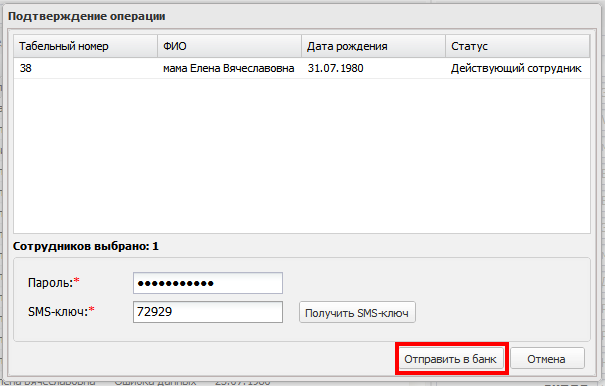 Подтверждение операции
Табельный номер ФИО Дата рождения Статус
38 мама Елена Вячеславовна 31.07.1980 Действующий сотрудник
Сотрудников выбрано: 1
Пароль:* ●●●●●●●●●●●
SMS-ключ:* 72929 Получить SMS-ключ
Отправить в банк Отмена